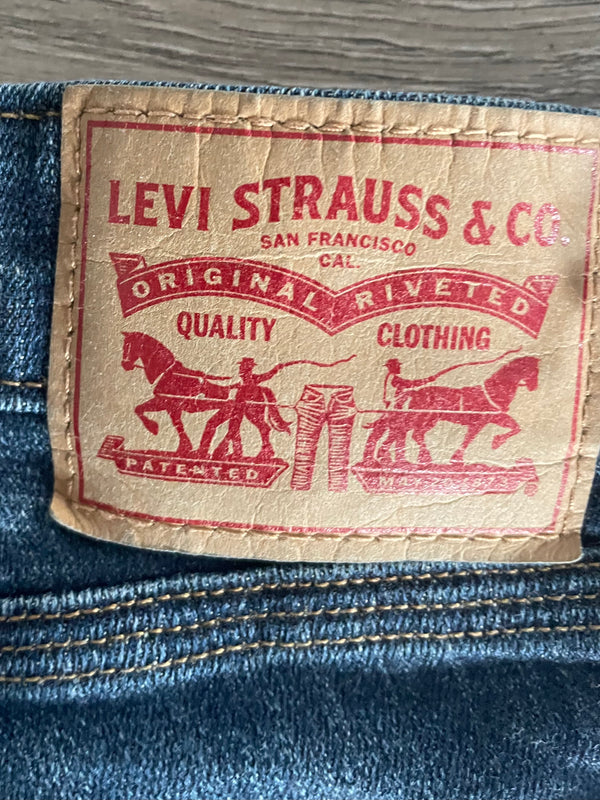 LEVI STRAUSS & CO.
SAN FRANCISCO
CAL.
ORIGINAL RIVETED
QUALITY CLOTHING
PATENTED